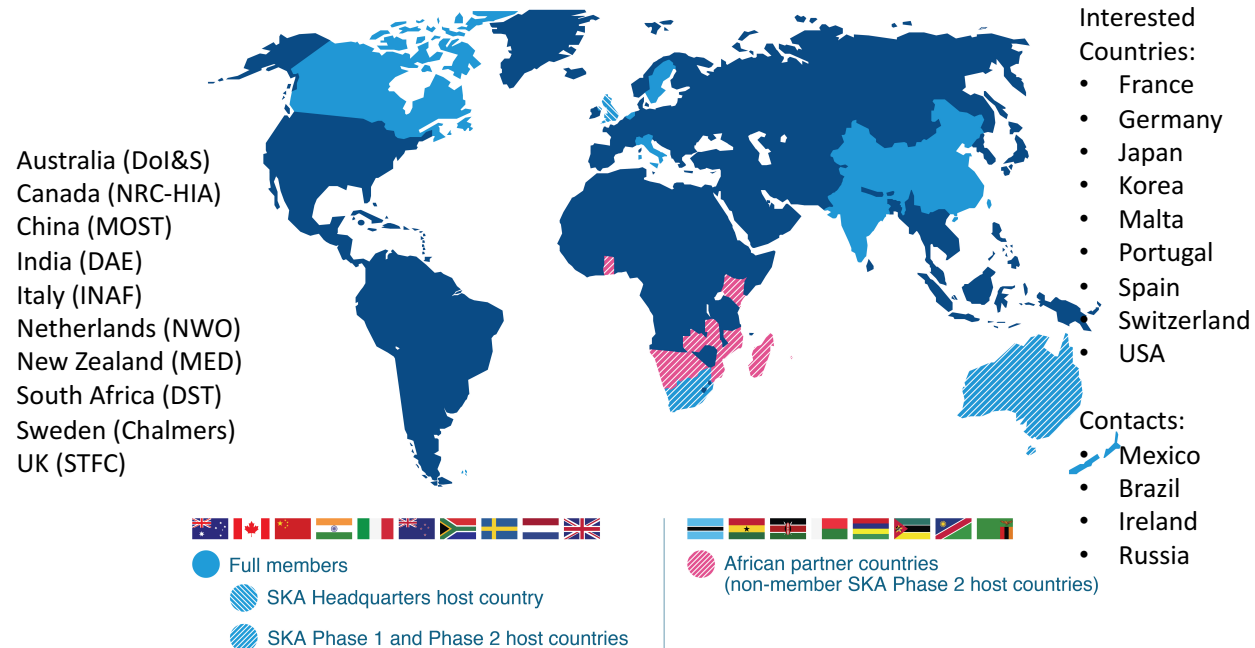 Australia (DoI&S)
Canada (NRC-HIA)
China (MOST)
India (DAE)
Italy (INAF)
Netherlands (NWO)
New Zealand (MED)
South Africa (DST)
Sweden (Chalmers)
UK (STFC)
Interested
Countries:
• France
• Germany
• Japan
• Korea
• Malta
• Portugal
• Spain
• Switzerland
• USA
Contacts:
• Mexico
• Brazil
• Ireland
• Russia
Full members
SKA Headquarters host country
SKA Phase 1 and Phase 2 host countries
African partner countries
(non-member SKA Phase 2 host countries)